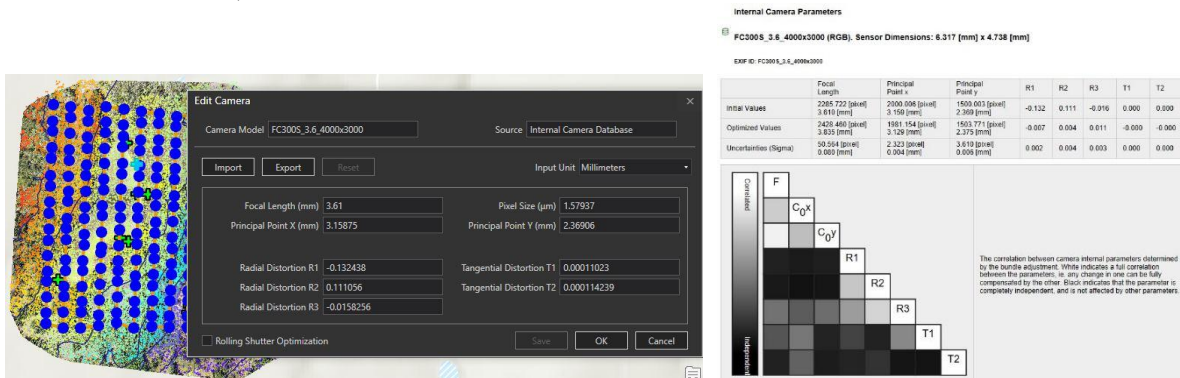 Edit Camera
Camera Model FC300S_3.6_4000x3000 Source Internal Camera Database
Import Export Reset Input Unit Millimeters
Focal Length (mm) 3.61 Pixel Size (μm) 1.57937
Principal Point X (mm) 3.15875 Principal Point Y (mm) 2.36906
Radial Distortion R1 -0.132438 Tangential Distortion T1 0.00011023
Radial Distortion R2 0.111056 Tangential Distortion T2 0.000114239
Radial Distortion R3 -0.0158256
Rolling Shutter Optimization Save OK Cancel
Internal Camera Parameters
FC300S_3.6_4000x3000 (RGB). Sensor Dimensions: 6.317 [mm] x 4.738 [mm]
EXIF ID: FC300S_3.6_4000x3000
Focal Length Principal Point x Principal Point y R1 R2 R3 T1 T2
Initial Values 2285.722 [pixel] 3.610 [mm] 2000.006 [pixel] 3.159 [mm] 1500.003 [pixel] 2.369 [mm] -0.132 0.111 -0.016 0.000 0.000
Optimized Values 2428.460 [pixel] 3.835 [mm] 1981.154 [pixel] 3.129 [mm] 1503.771 [pixel] 2.375 [mm] -0.007 0.004 0.011 -0.000 -0.000
Uncertainties (Sigma) 50.564 [pixel] 0.080 [mm] 2.323 [pixel] 0.004 [mm] 3.610 [pixel] 0.006 [mm] 0.002 0.004 0.003 0.000 0.000
Correlated
Independent
F
C0x
C0y
R1
R2
R3
T1
T2
The correlation between camera internal parameters determined
by the bundle adjustment. White indicates a full correlation
between the parameters, ie. any change in one can be fully
compensated by the other. Black indicates that the parameter is
completely independent, and is not affected by other parameters.